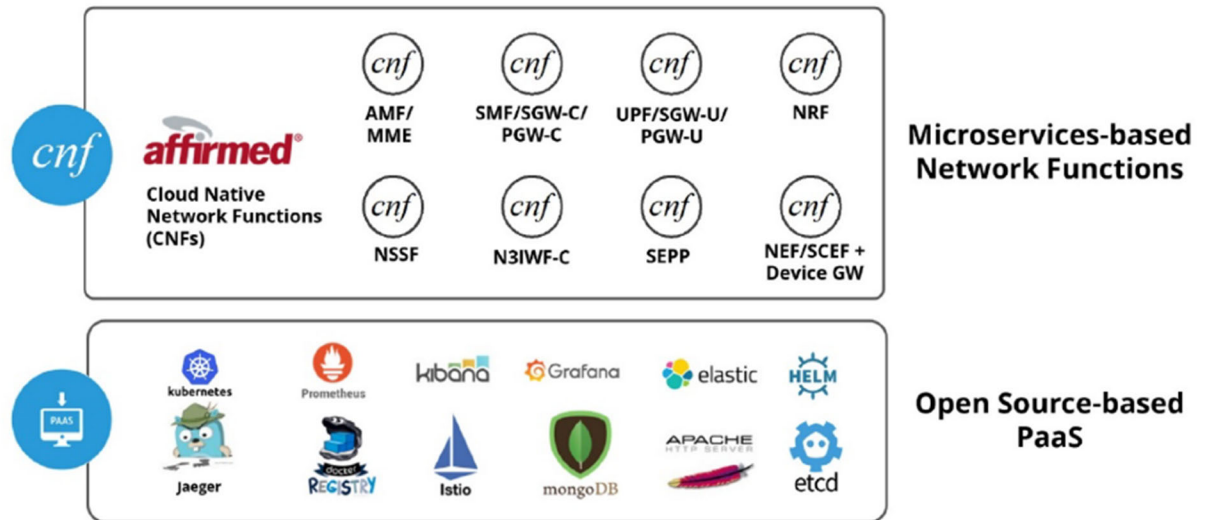 cnf
affirmed®
Cloud Native
Network Functions
(CNFs)
cnf
AMF/
MME
cnf
SMF/SGW-C/
PGW-C
cnf
UPF/SGW-U/
PGW-U
cnf
NRF
cnf
NSSF
cnf
N3IWF-C
cnf
SEPP
cnf
NEF/SCEF +
Device GW
Microservices-based
Network Functions
PAAS
kubernetes
Prometheus
kibana
Grafana
elastic
HELM
Jaeger
docker
REGISTRY
Istio
mongoDB
APACHE
HTTP SERVER
etcd
Open Source-based
PaaS